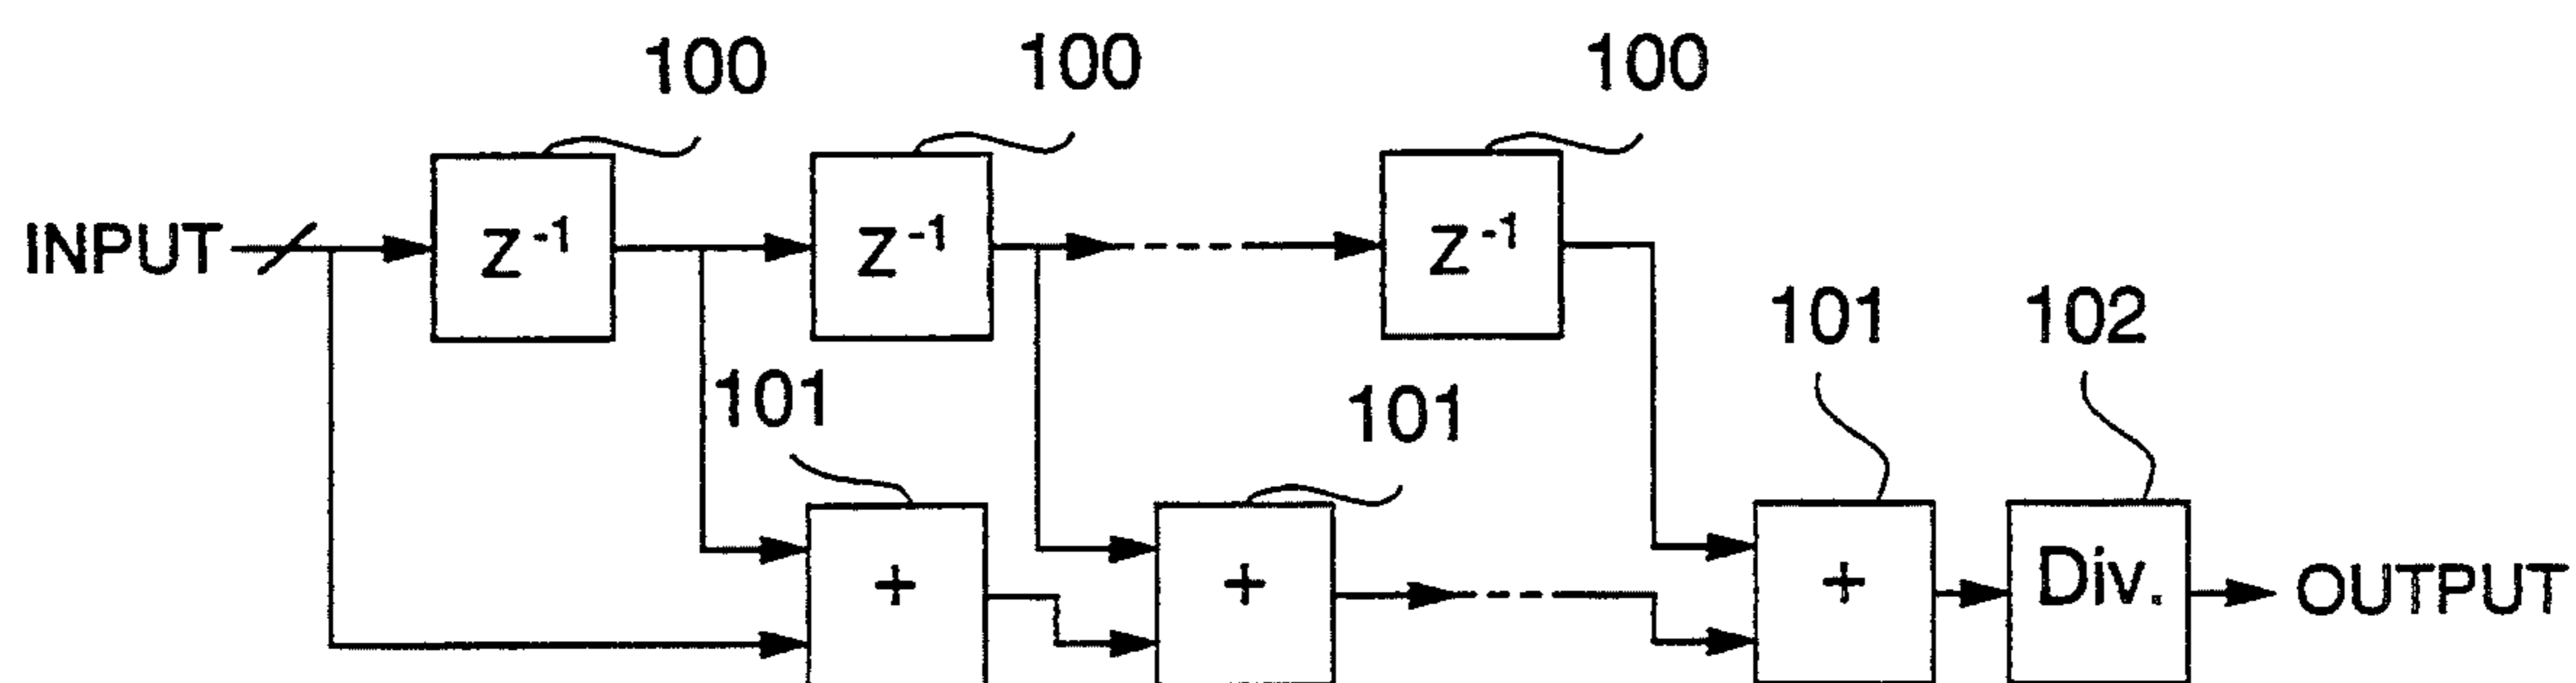 100 100 100
INPUT Z⁻¹ Z⁻¹ Z⁻¹
101 102
101 101
+ + + Div. OUTPUT